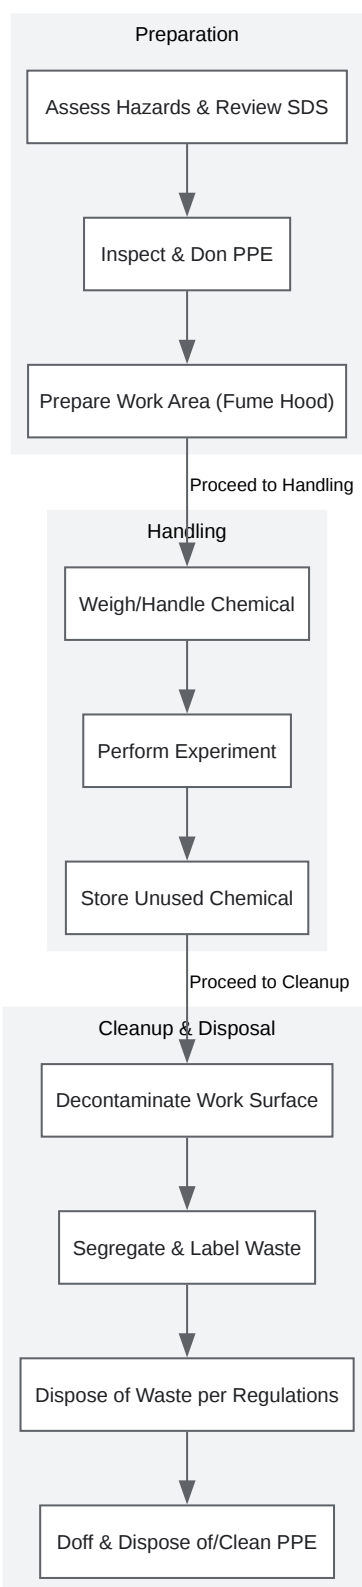 Preparation
Assess Hazards & Review SDS
Inspect & Don PPE
Prepare Work Area (Fume Hood)
Proceed to Handling
Handling
Weigh/Handle Chemical
Perform Experiment
Store Unused Chemical
Proceed to Cleanup
Cleanup & Disposal
Decontaminate Work Surface
Segregate & Label Waste
Dispose of Waste per Regulations
Doff & Dispose of/Clean PPE